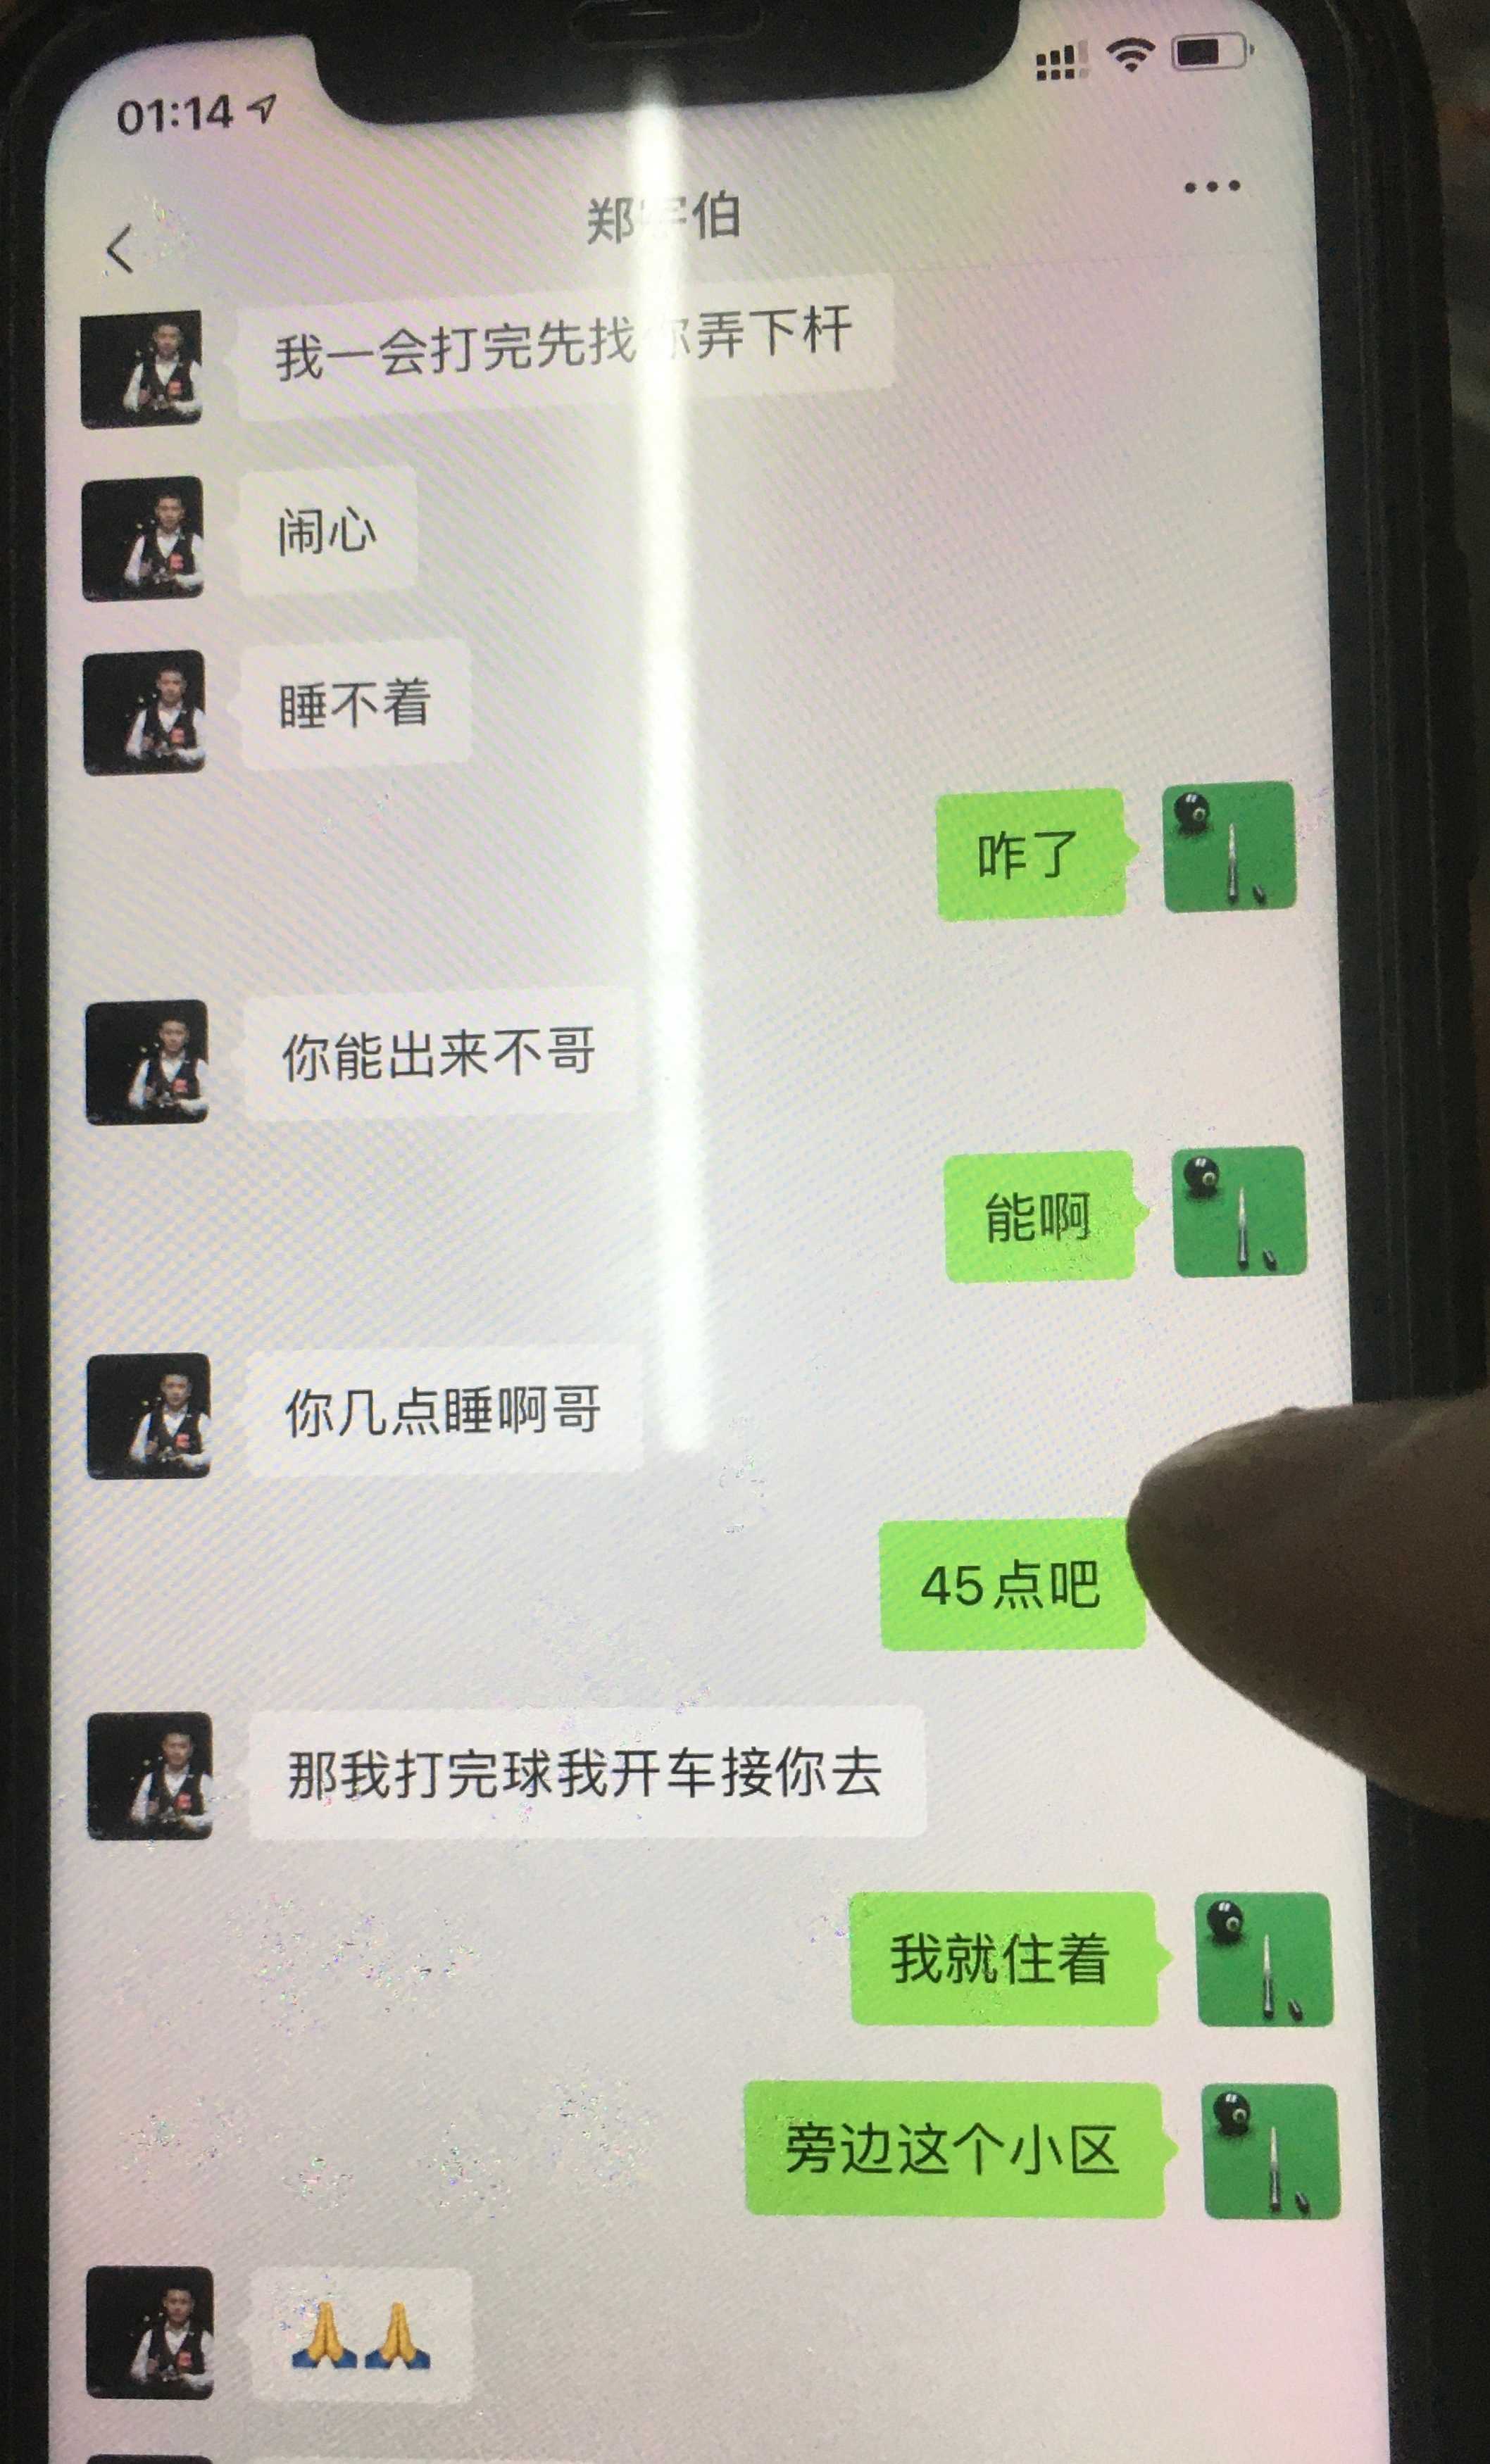 01:14
郑宇伯
我一会打完先找你弄下杆
闹心
睡不着
咋了
你能出来不哥
能啊
你几点睡啊哥
45点吧
那我打完球我开车接你去
我就住着
旁边这个小区
🙏🙏